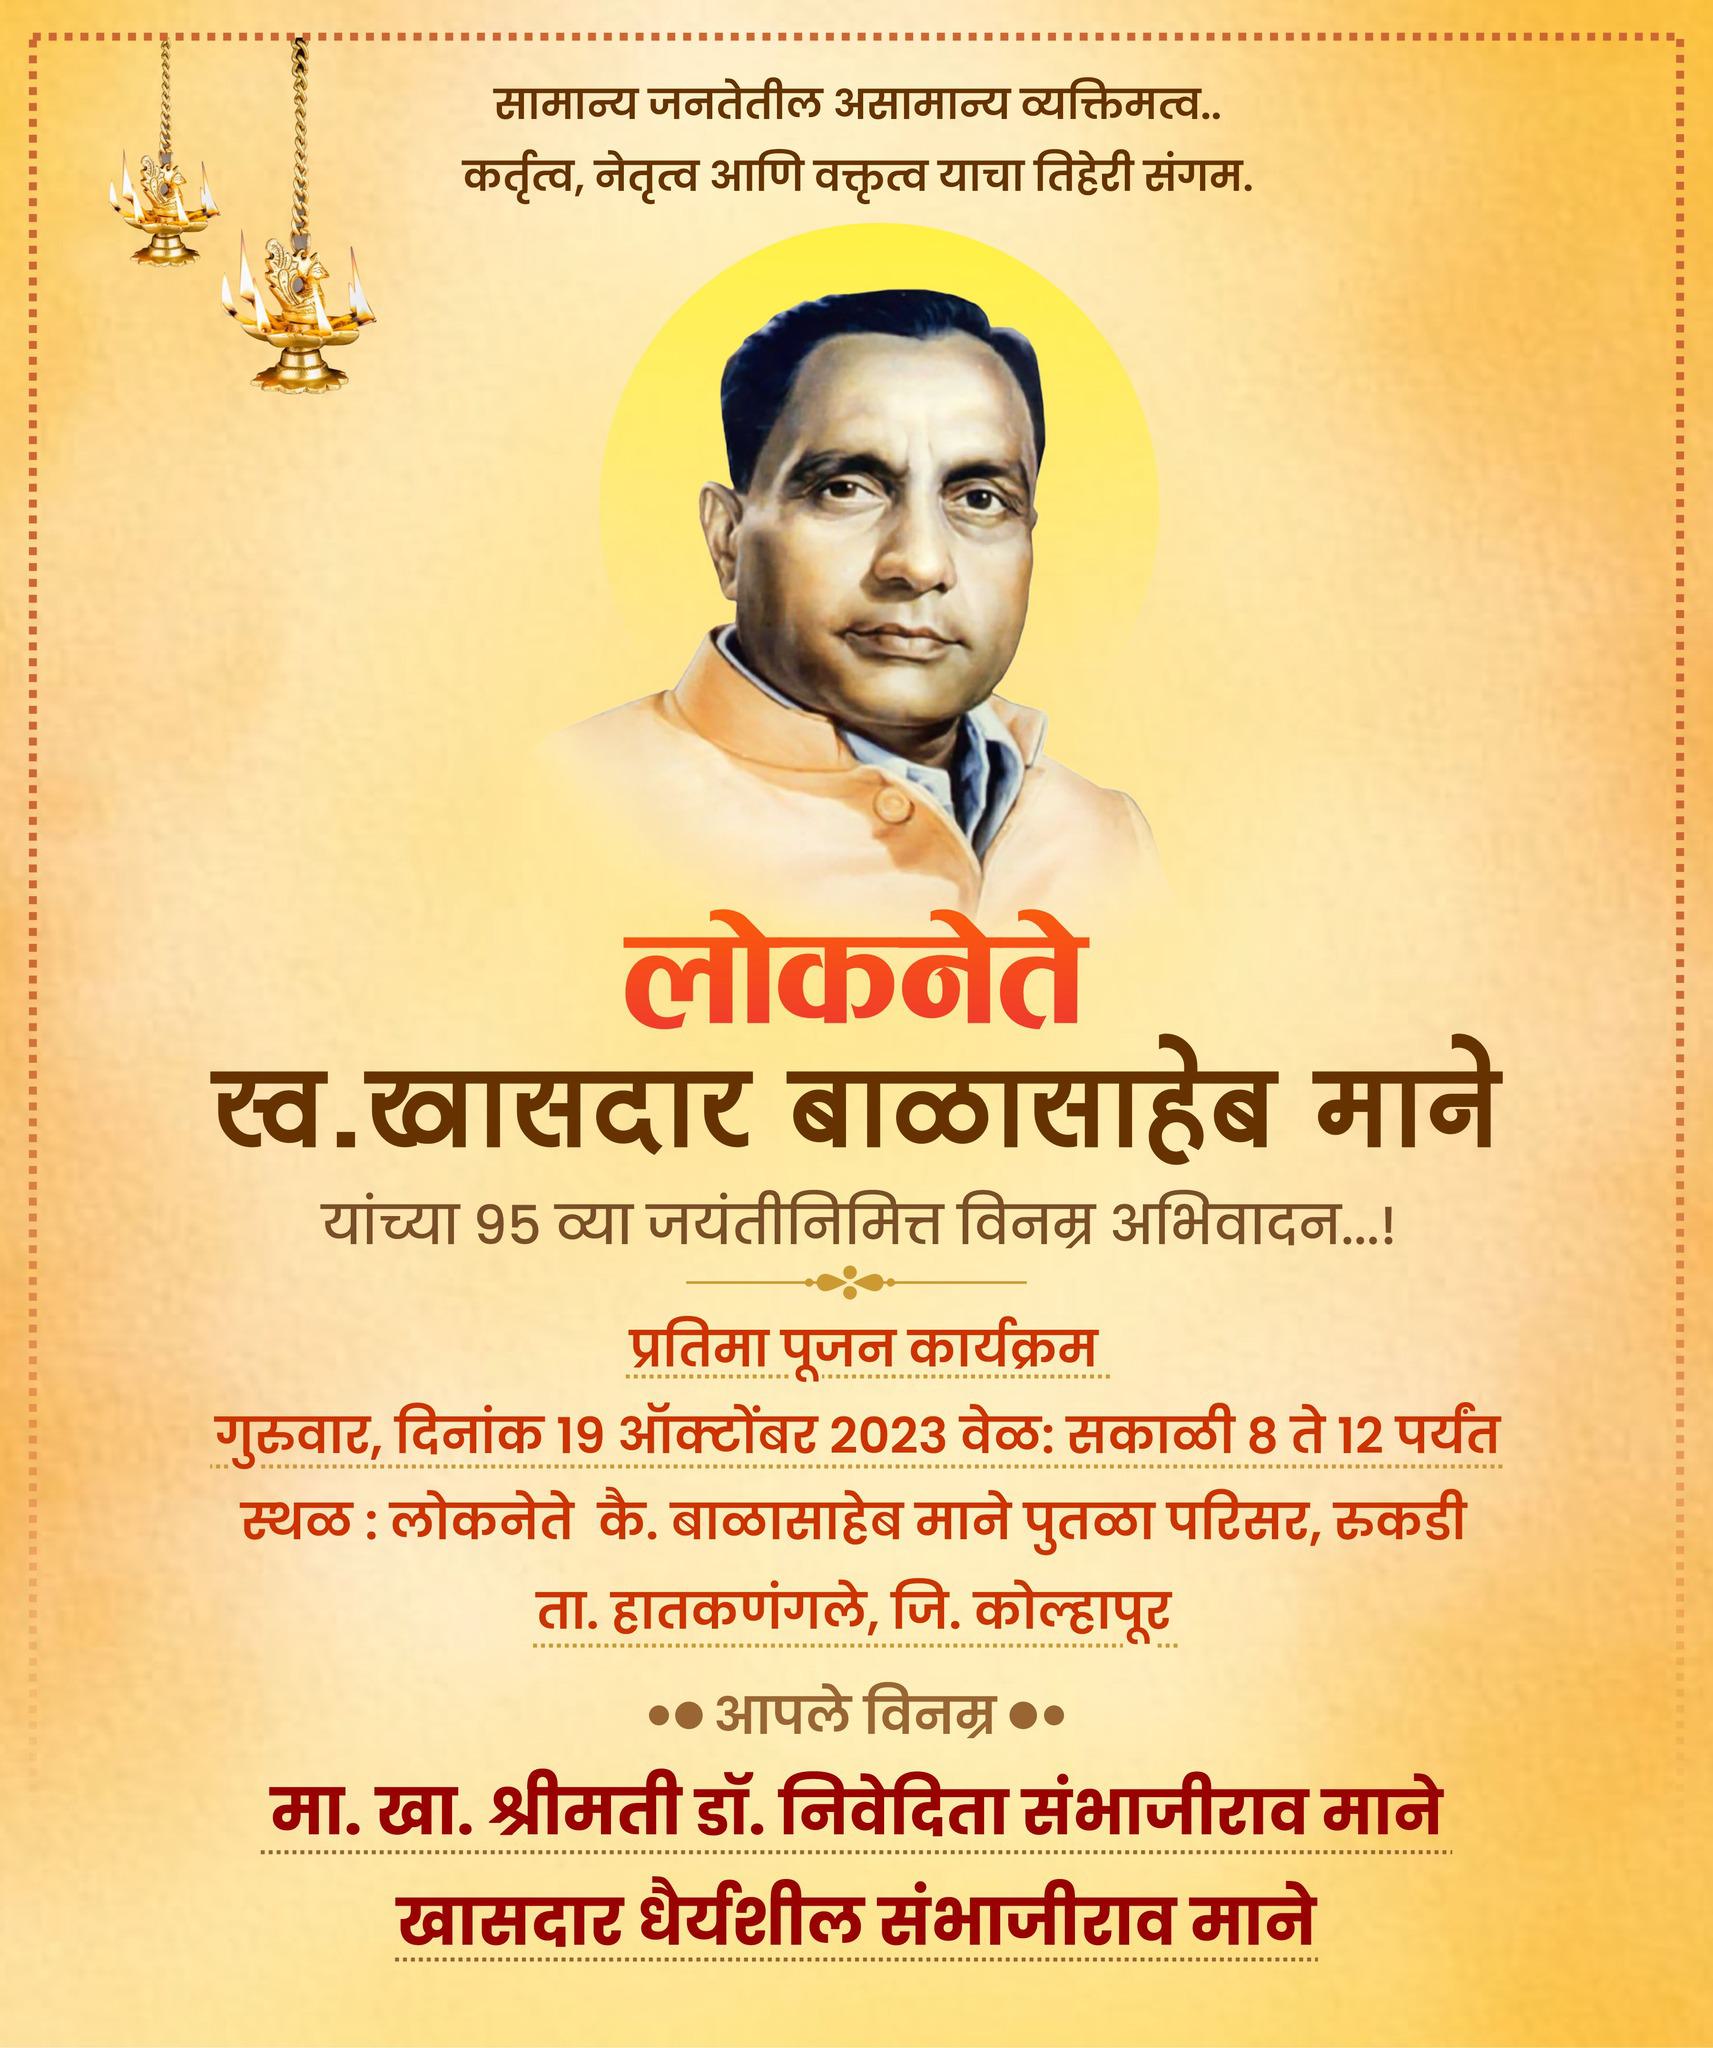 सामान्य जनतेतील असामान्य व्यक्तिमत्व..
कर्तृत्व, नेतृत्व आणि वक्तृत्व याचा तिहेरी संगम.
लोकनेते
स्व.खासदार बाळासाहेब माने
यांच्या 95 व्या जयंतीनिमित्त विनम्र अभिवादन...!
प्रतिमा पूजन कार्यक्रम
गुरुवार, दिनांक 19 ऑक्टोंबर 2023 वेळ: सकाळी 8 ते 12 पर्यंत
स्थळ : लोकनेते कै. बाळासाहेब माने पुतळा परिसर, रुकडी
ता. हातकणंगले, जि. कोल्हापूर
●● आपले विनम्र ●●
मा. खा. श्रीमती डॉ. निवेदिता संभाजीराव माने
खासदार धैर्यशील संभाजीराव माने